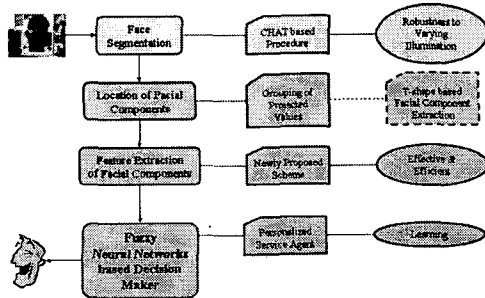 Face
Segmentation
CHAT based
Procedure
Robustness to
Varying
Illumination
Location of Facial
Components
Grouping of
Projected
Values
T-shape based
Facial Component
Extraction
Feature Extraction
of Facial Components
Newly Proposed
Scheme
Effective &
Efficient
Fuzzy
Neural Networks
based Decision
Maker
Personalized
Service Agent
Learning